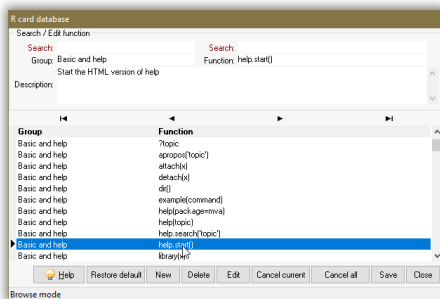 R card database
Search / Edit function
Search: Search:
Group: Basic and help Function: help.start()
Description: Start the HTML version of help
Group Function
Basic and help ?topic
Basic and help apropos('topic')
Basic and help attach(x)
Basic and help detach(x)
Basic and help dir()
Basic and help example(command)
Basic and help help(package=mva)
Basic and help help(topic)
Basic and help help.search('topic')
Basic and help help.start()
Basic and help library(x)
Help Restore default New Delete Edit Cancel current Cancel all Save Close
Browse mode